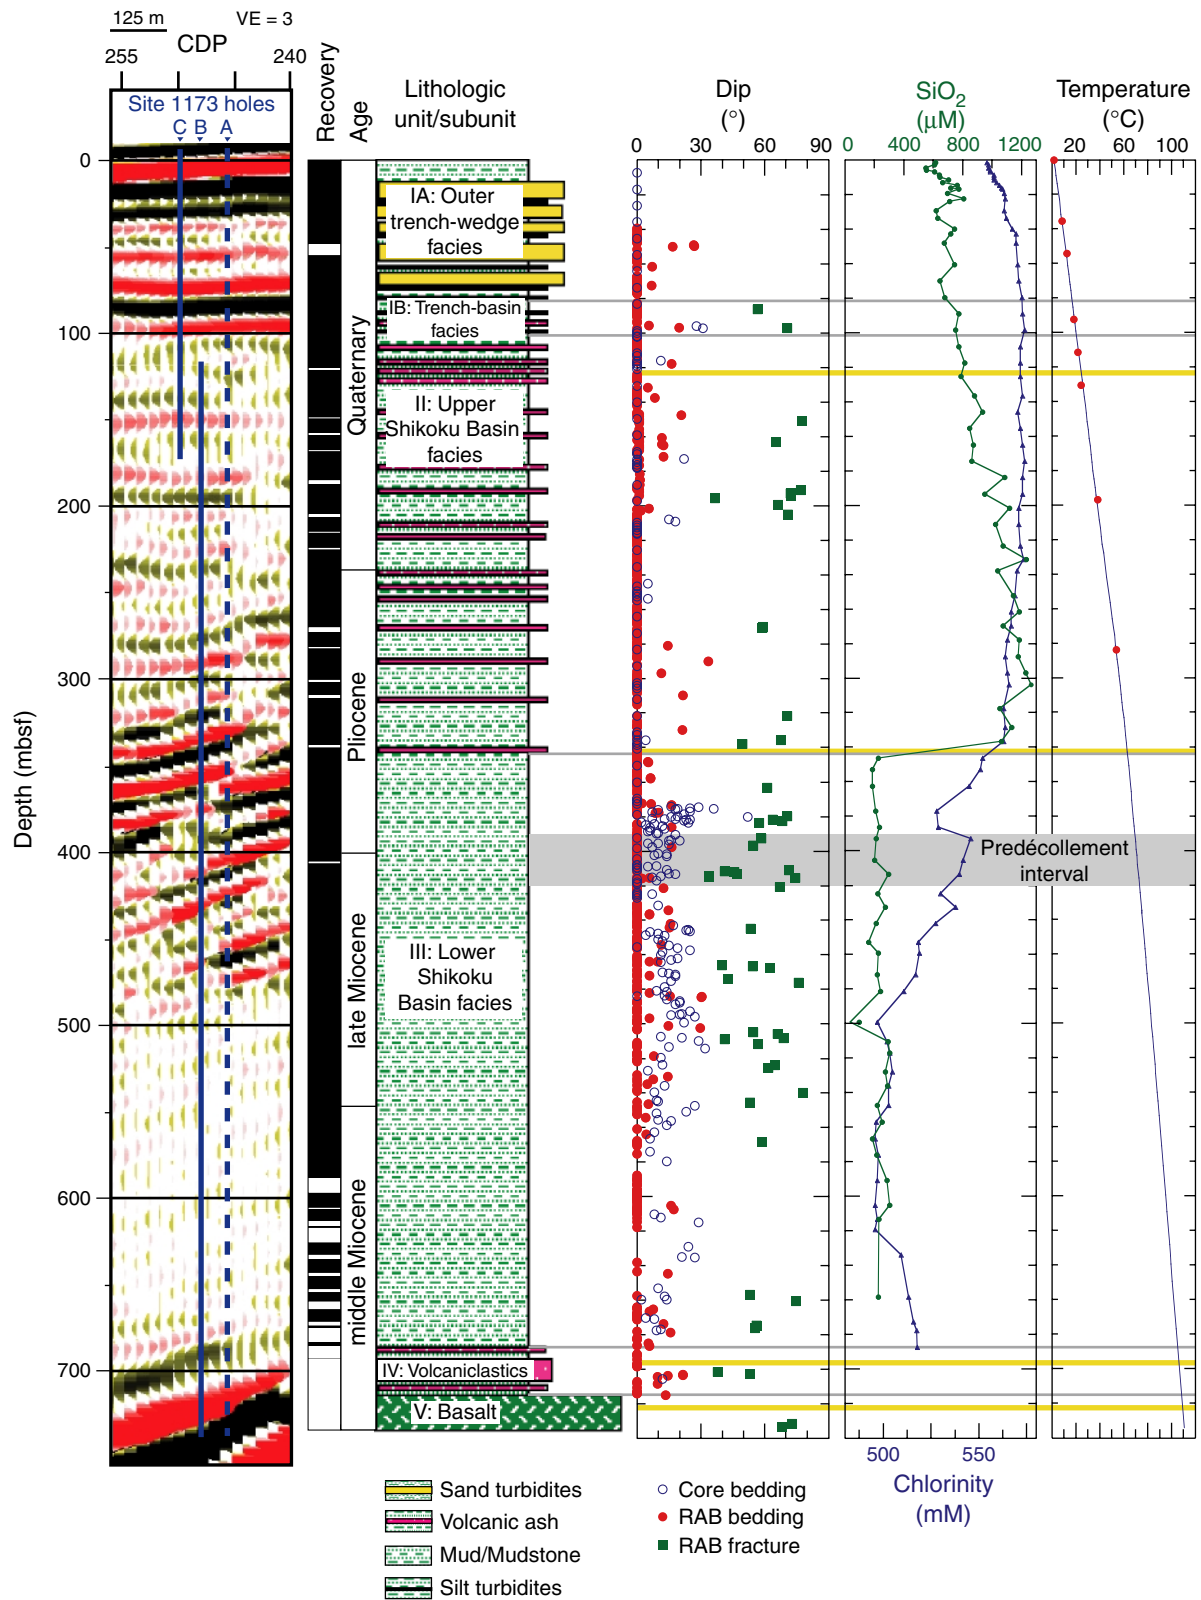 125 m
VE = 3
CDP
255
240
Site 1173 holes
C B A
Recovery
Age
Lithologic
unit/subunit
Dip
(°)
0 30 60 90
SiO2
(µM)
0 400 800 1200
Temperature
(°C)
20 60 100
Depth (mbsf)
0
100
200
300
400
500
600
700
Quaternary
Pliocene
late Miocene
middle Miocene
IA: Outer
trench-wedge
facies
IB: Trench-basin
facies
II: Upper
Shikoku Basin
facies
III: Lower
Shikoku
Basin facies
IV: Volcaniclastics
V: Basalt
Predécollement
interval
500 550
Chlorinity
(mM)
Sand turbidites
Volcanic ash
Mud/Mudstone
Silt turbidites
Core bedding
RAB bedding
RAB fracture